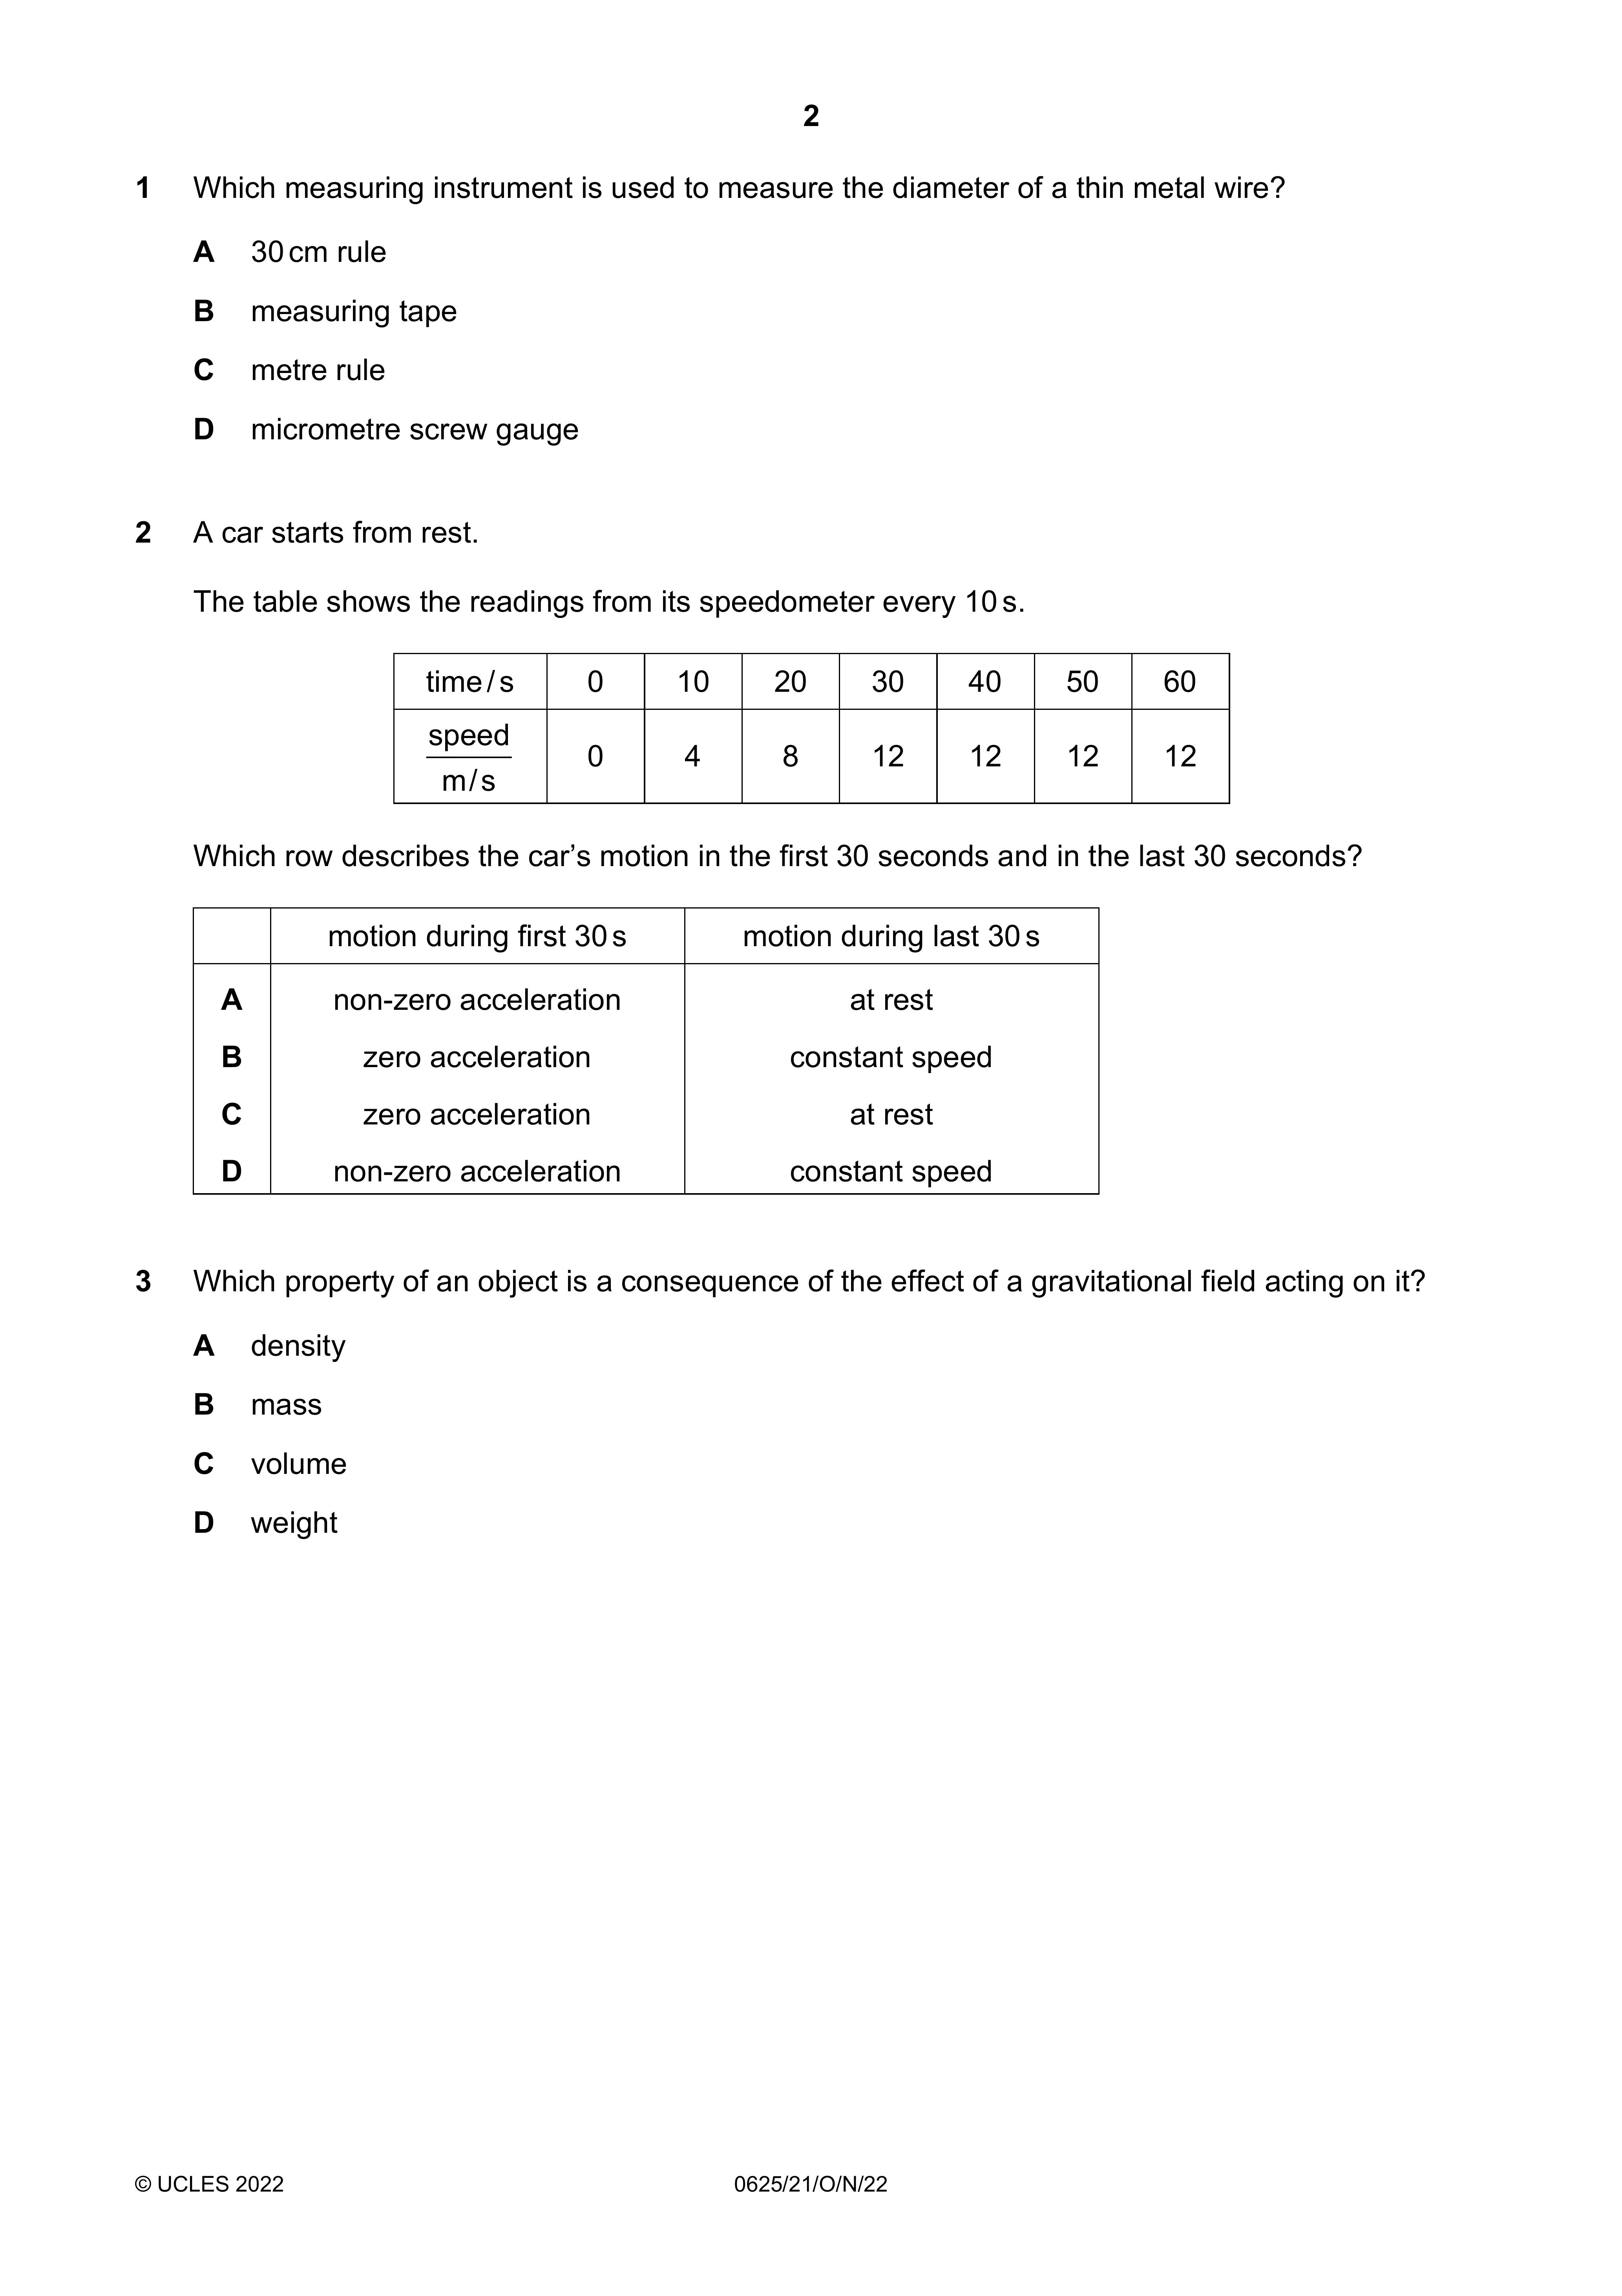 2
1 Which measuring instrument is used to measure the diameter of a thin metal wire?
A 30 cm rule
B measuring tape
C metre rule
D micrometre screw gauge
2 A car starts from rest.
The table shows the readings from its speedometer every 10 s.
time / s 0 10 20 30 40 50 60
speed
m / s 0 4 8 12 12 12 12
Which row describes the car’s motion in the first 30 seconds and in the last 30 seconds?
motion during first 30 s motion during last 30 s
A non-zero acceleration at rest
B zero acceleration constant speed
C zero acceleration at rest
D non-zero acceleration constant speed
3 Which property of an object is a consequence of the effect of a gravitational field acting on it?
A density
B mass
C volume
D weight
© UCLES 2022 0625/21/O/N/22